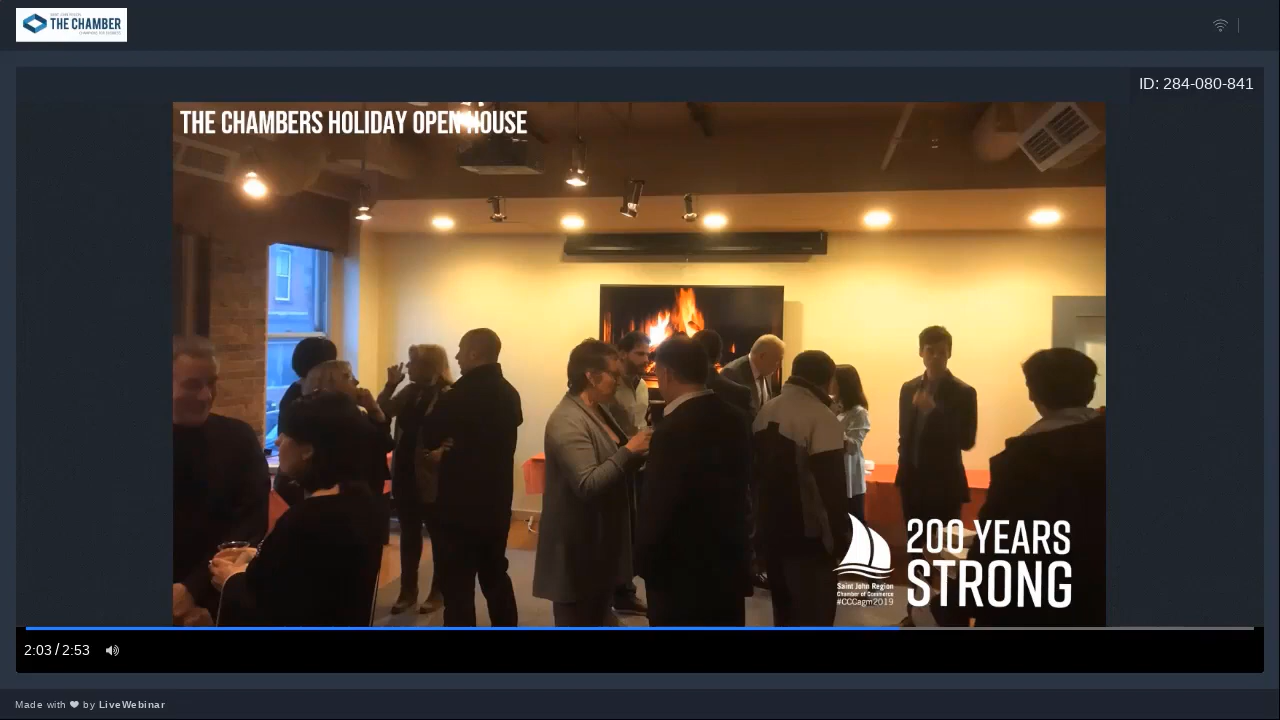 THE CHAMBER
ID: 284-080-841
THE CHAMBERS HOLIDAY OPEN HOUSE
200 YEARS
STRONG
Saint John Region
Chamber of Commerce
#CCCagm2019
2:03 / 2:53
Made with by LiveWebinar